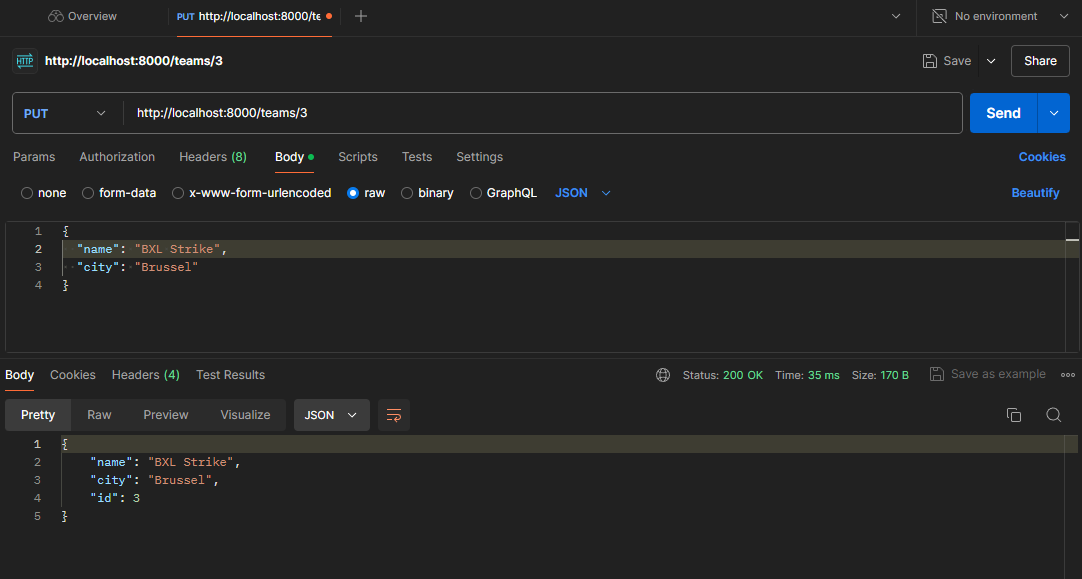 Overview PUT http://localhost:8000/te No environment
HTTP http://localhost:8000/teams/3 Save Share
PUT http://localhost:8000/teams/3 Send
Params Authorization Headers (8) Body Scripts Tests Settings Cookies
none form-data x-www-form-urlencoded raw binary GraphQL JSON Beautify
1 {
2 "name": "BXL Strike",
3 "city": "Brussel"
4 }
Body Cookies Headers (4) Test Results Status: 200 OK Time: 35 ms Size: 170 B Save as example
Pretty Raw Preview Visualize JSON
1 {
2 "name": "BXL Strike",
3 "city": "Brussel",
4 "id": 3
5 }